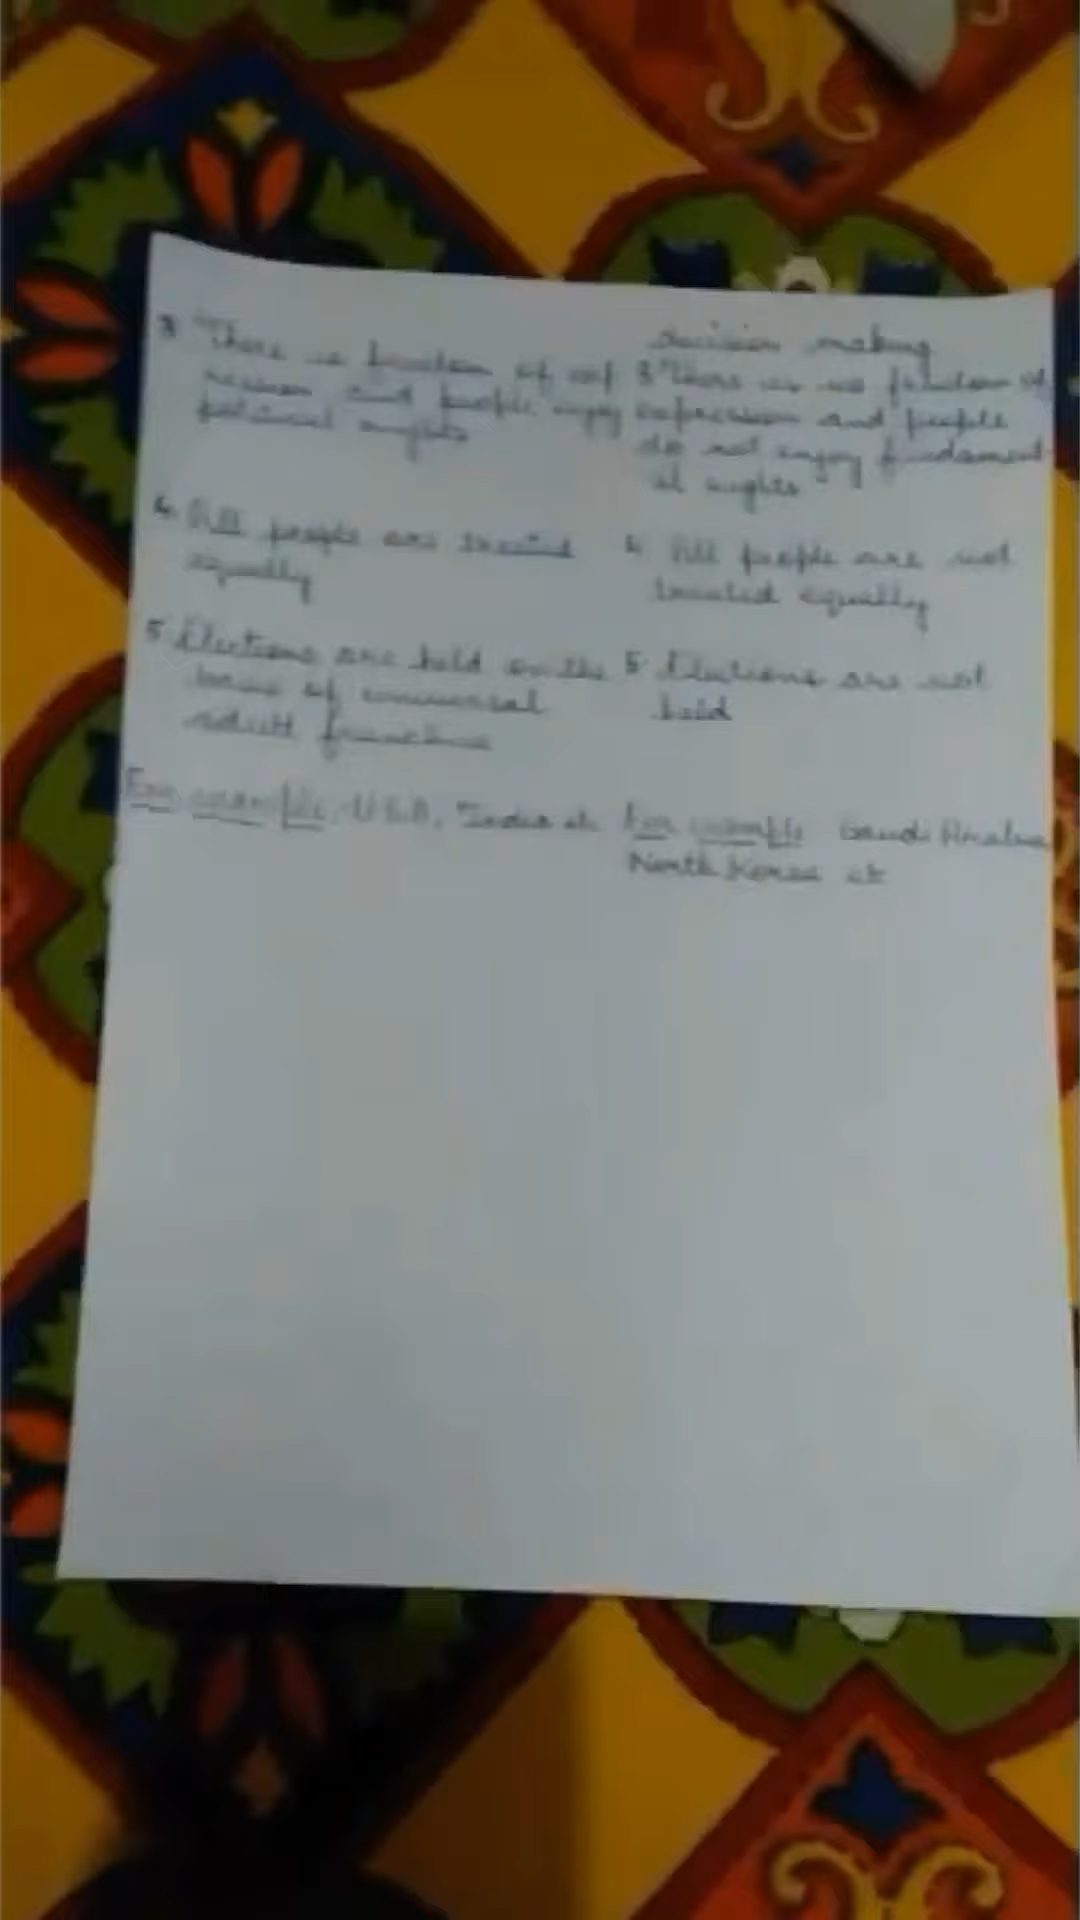 decision making
3 There is freedom of exp
ression and people enjoy
political rights
3 There is no freedom of
expression and people
do not enjoy fundament
al rights
4. All people are treated
equally
4 All people are not
treated equally
5. Elections are held on the
basis of universal
adult franchise
5 Elections are not
held
For example, U.S.A, India etc
For example Saudi Arabia
North Korea etc